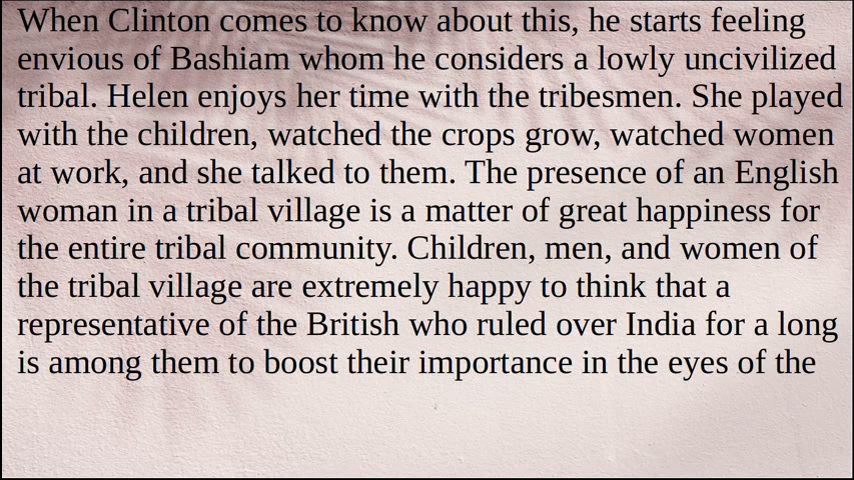 When Clinton comes to know about this, he starts feeling
envious of Bashiam whom he considers a lowly uncivilized
tribal. Helen enjoys her time with the tribesmen. She played
with the children, watched the crops grow, watched women
at work, and she talked to them. The presence of an English
woman in a tribal village is a matter of great happiness for
the entire tribal community. Children, men, and women of
the tribal village are extremely happy to think that a
representative of the British who ruled over India for a long
is among them to boost their importance in the eyes of the